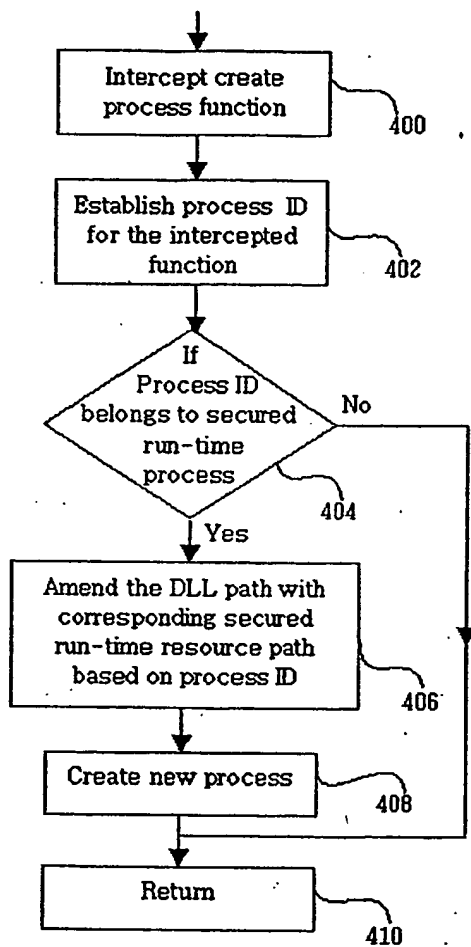 Intercept create
process function
400
Establish process ID
for the intercepted
function
402
If
Process ID
belongs to secured
run-time
process
No
404
Yes
Amend the DLL path with
corresponding secured
run-time resource path
based on process ID
406
Create new process
408
Return
410